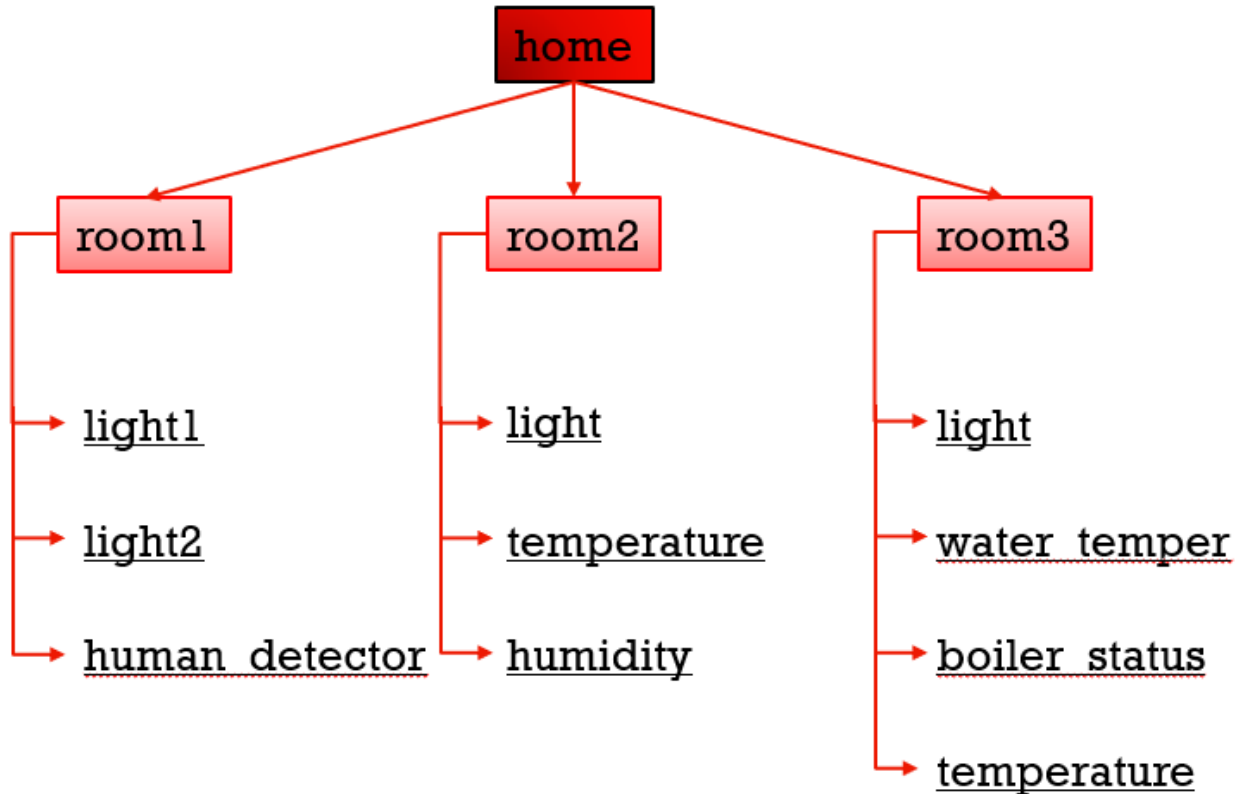 home
room1
room2
room3
light1
light2
human_detector
light
temperature
humidity
light
water_temper
boiler_status
temperature